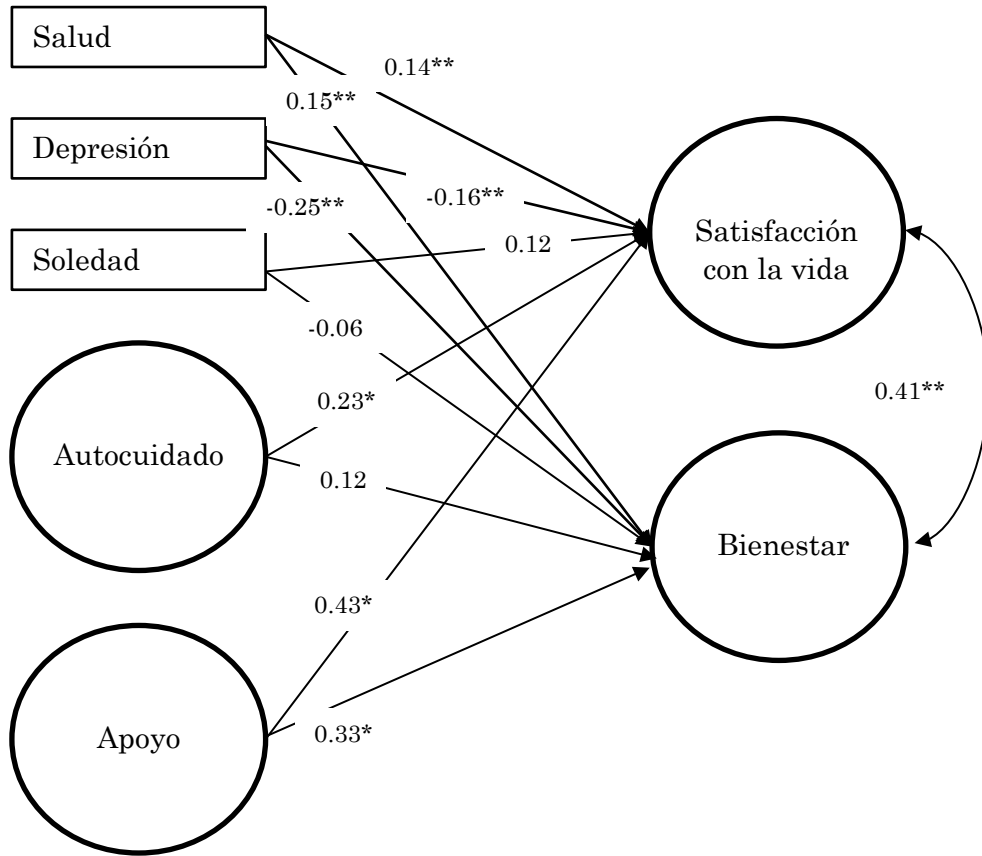 Salud
0.14**
0.15**
Depresión
-0.16**
-0.25**
Soledad
0.12
Satisfacción
con la vida
-0.06
0.23*
0.41**
Autocuidado
0.12
Bienestar
0.43*
Apoyo
0.33*